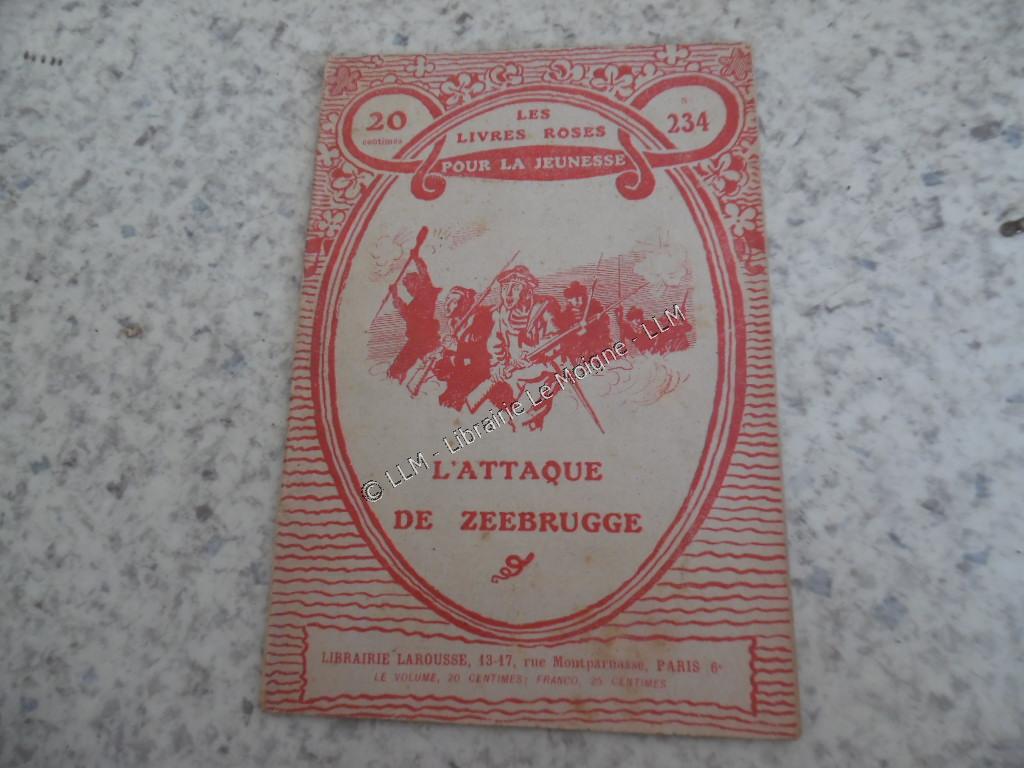 20
centimes
LES
LIVRES ROSES
POUR LA JEUNESSE
N°
234
L'ATTAQUE
DE ZEEBRUGGE
LIBRAIRIE LAROUSSE, 13-17, rue Montparnasse, PARIS 6e
LE VOLUME, 20 CENTIMES; FRANCO, 25 CENTIMES
© LLM - Librairie Le Moigne - LLM